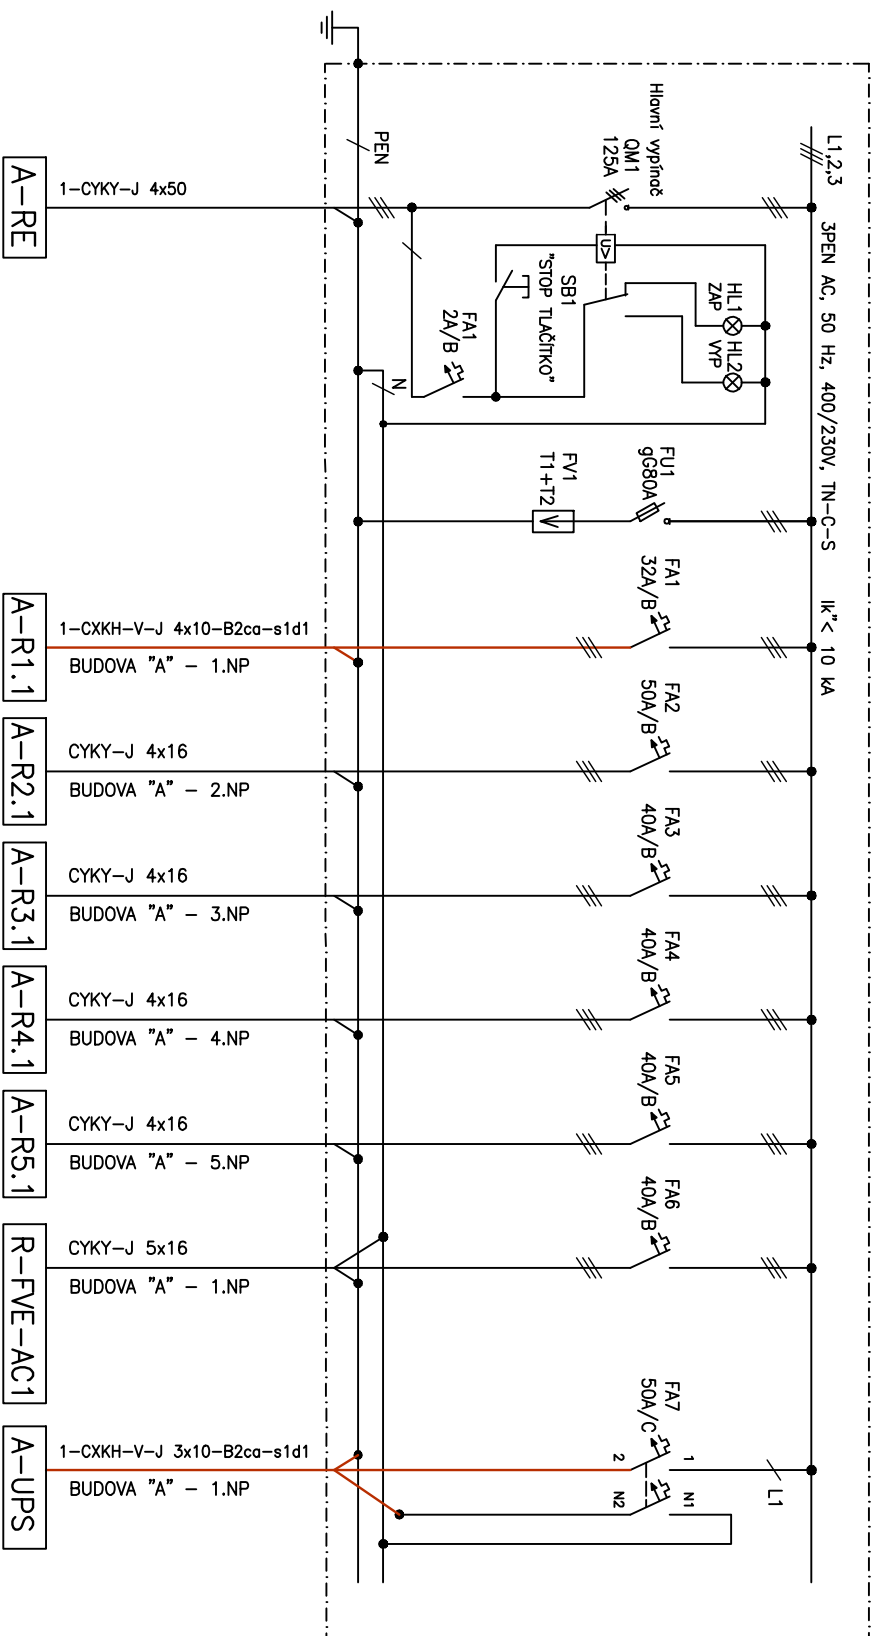 L1,2,3
3PEN AC, 50 Hz, 400/230V, TN-C-S
Ik"< 10 kA
PEN
Hlavní vypínač
QM1
125A
A-RE
1-CYKY-J 4x50
U>
SB1
"STOP TLAČÍTKO"
HL1
ZAP
HL2
VYP
FA1
2A/B
N
FU1
gG80A
FV1
T1+T2
FA1
32A/B
A-R1.1
1-CXKH-V-J 4x10-B2ca-s1d1
BUDOVA "A" - 1.NP
FA2
50A/B
A-R2.1
CYKY-J 4x16
BUDOVA "A" - 2.NP
FA3
40A/B
A-R3.1
CYKY-J 4x16
BUDOVA "A" - 3.NP
FA4
40A/B
A-R4.1
CYKY-J 4x16
BUDOVA "A" - 4.NP
FA5
40A/B
A-R5.1
CYKY-J 4x16
BUDOVA "A" - 5.NP
FA6
40A/B
R-FVE-AC1
CYKY-J 5x16
BUDOVA "A" - 1.NP
FA7
50A/C
1
2
N1
N2
L1
A-UPS
1-CXKH-V-J 3x10-B2ca-s1d1
BUDOVA "A" - 1.NP